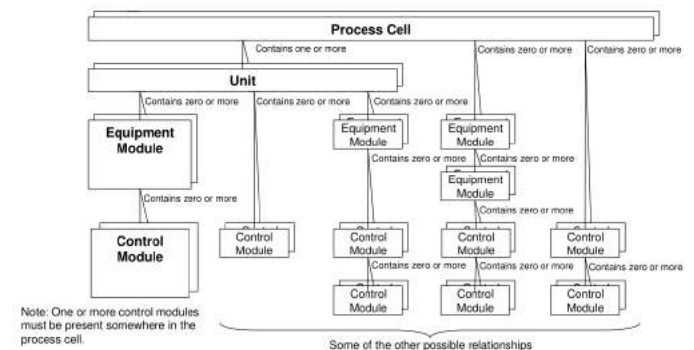 Process Cell
Contains one or more
Contains zero or more
Contains zero or more
Unit
Contains zero or more
Contains zero or more
Contains zero or more
Equipment
Module
Equipment
Module
Equipment
Module
Contains zero or more
Contains zero or more
Equipment
Module
Contains zero or more
Contains zero or more
Control
Module
Control
Module
Control
Module
Control
Module
Control
Module
Contains zero or more
Contains zero or more
Contains zero or more
Control
Module
Control
Module
Control
Module
Note: One or more control modules
must be present somewhere in the
process cell.
Some of the other possible relationships